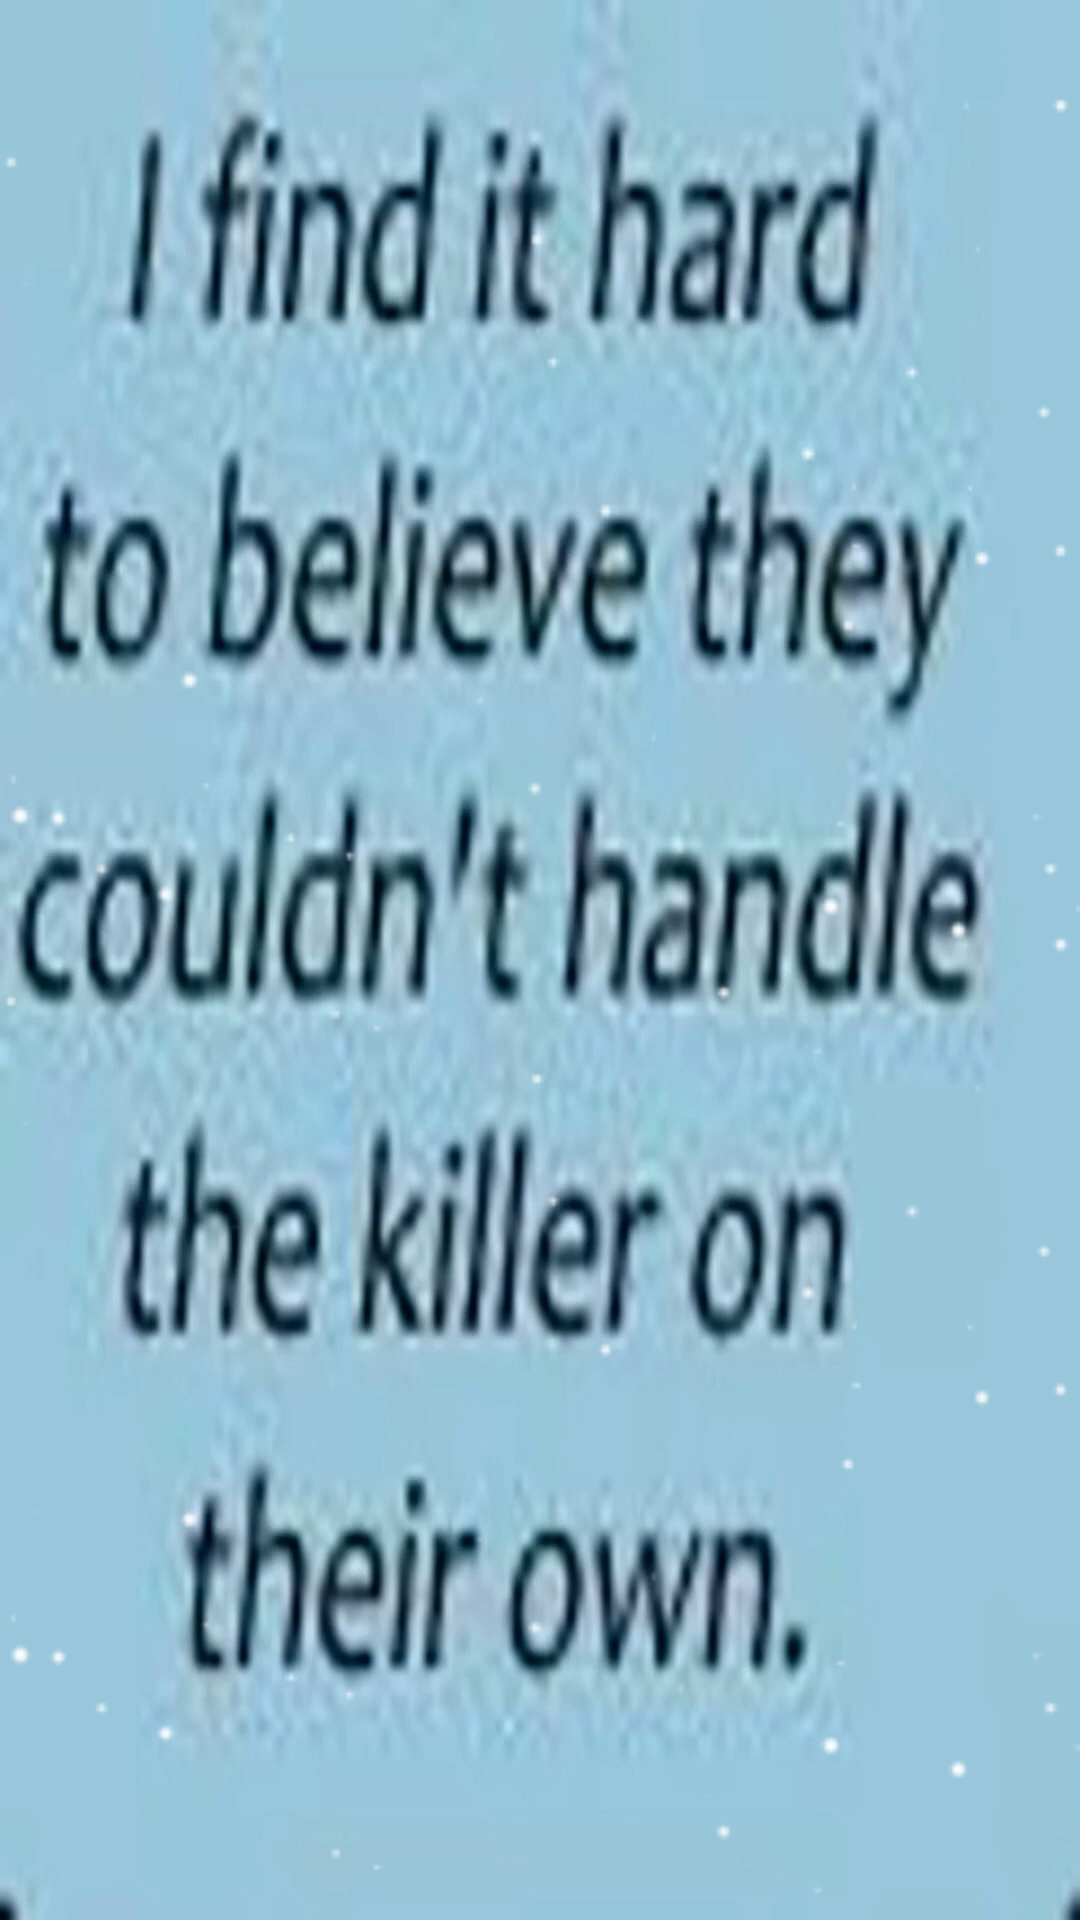 I find it hard
to believe they
couldn't handle
the killer on
their own.